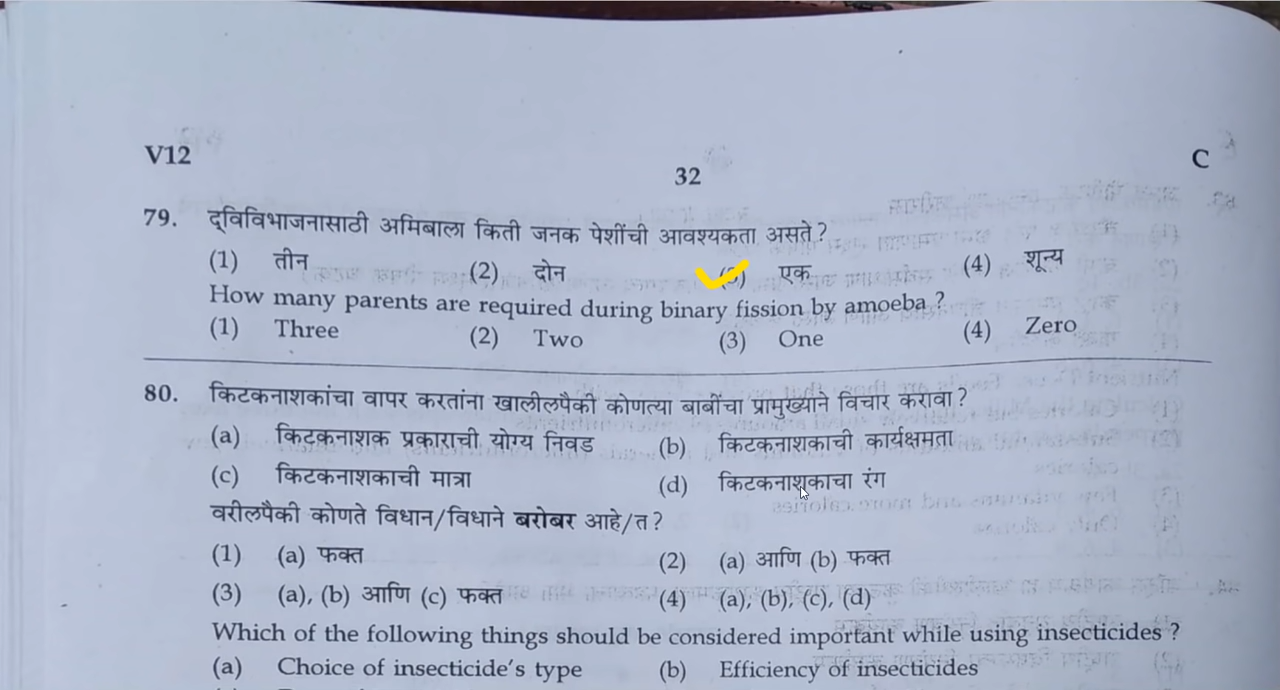 V12
32
C
79. द्विविभाजनासाठी अमिबाला किती जनक पेशींची आवश्यकता असते ?
(1) तीन (2) दोन (3) एक (4) शून्य
How many parents are required during binary fission by amoeba ?
(1) Three (2) Two (3) One (4) Zero
80. किटकनाशकांचा वापर करतांना खालीलपैकी कोणत्या बाबींचा प्रामुख्याने विचार करावा ?
(a) किटकनाशक प्रकाराची योग्य निवड (b) किटकनाशकाची कार्यक्षमता
(c) किटकनाशकाची मात्रा (d) किटकनाशकाचा रंग
वरीलपैकी कोणते विधान/विधाने बरोबर आहे/त ?
(1) (a) फक्त (2) (a) आणि (b) फक्त
(3) (a), (b) आणि (c) फक्त (4) (a), (b), (c), (d)
Which of the following things should be considered important while using insecticides ?
(a) Choice of insecticide's type (b) Efficiency of insecticides